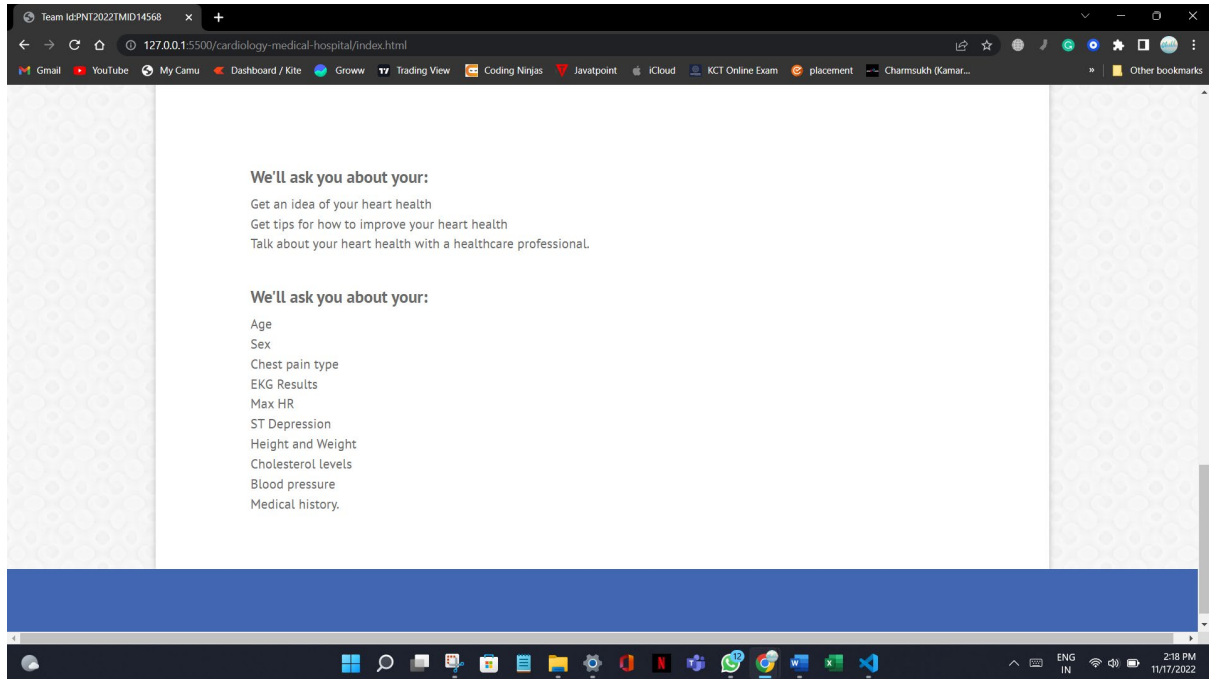 Team Id:PNT2022TMID14568
127.0.0.1:5500/cardiology-medical-hospital/index.html
Gmail YouTube My Camu Dashboard / Kite Groww Trading View Coding Ninjas Javatpoint iCloud KCT Online Exam placement Charmsukh (Kamar... » Other bookmarks
We'll ask you about your:
Get an idea of your heart health
Get tips for how to improve your heart health
Talk about your heart health with a healthcare professional.
We'll ask you about your:
Age
Sex
Chest pain type
EKG Results
Max HR
ST Depression
Height and Weight
Cholesterol levels
Blood pressure
Medical history.
12
ENG 2:18 PM
IN 11/17/2022